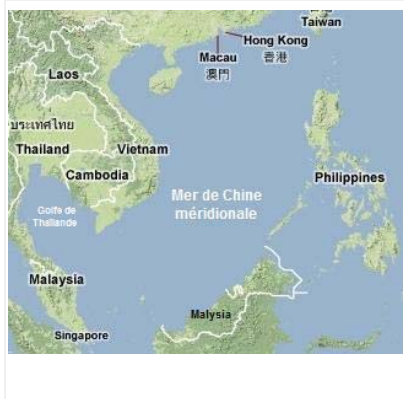 Taiwan
Hong Kong
香港
Macau
澳門
Laos
ประเทศไทย
Thailand
Vietnam
Cambodia
Golfe de
Thaïlande
Mer de Chine
méridionale
Philippines
Malaysia
Malysia
Singapore